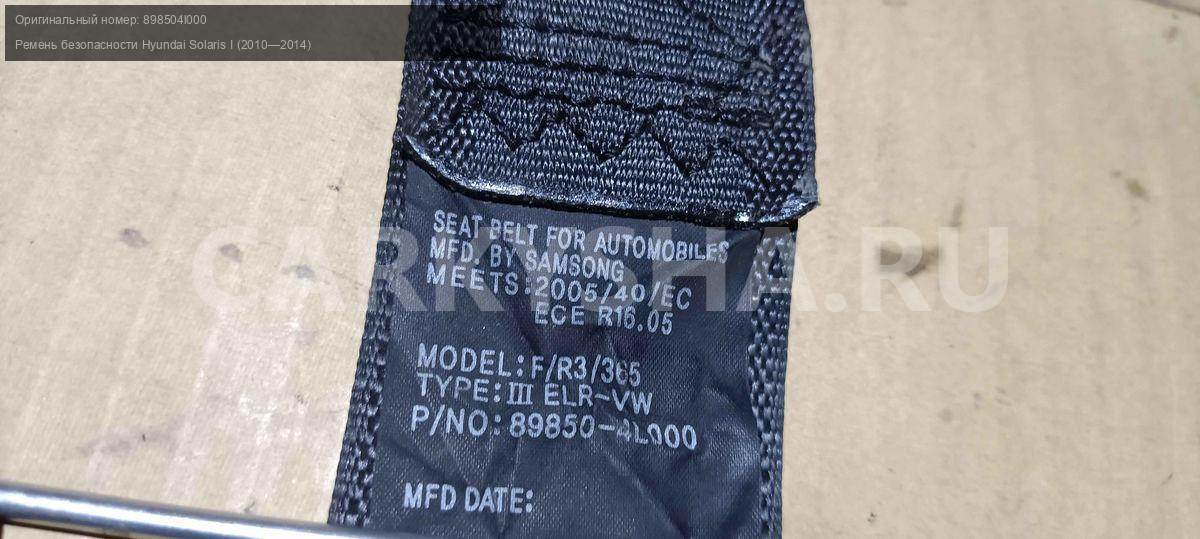 Оригинальный номер: 898504l000
Ремень безопасности Hyundai Solaris I (2010—2014)
SEAT BELT FOR AUTOMOBILES
MFD. BY SAMSONG
MEETS:2005/40/EC
ECE R16.05
CARKYSHA.RU
MODEL:F/R3/365
TYPE:III ELR-VW
P/NO:89850-4L000
MFD DATE: